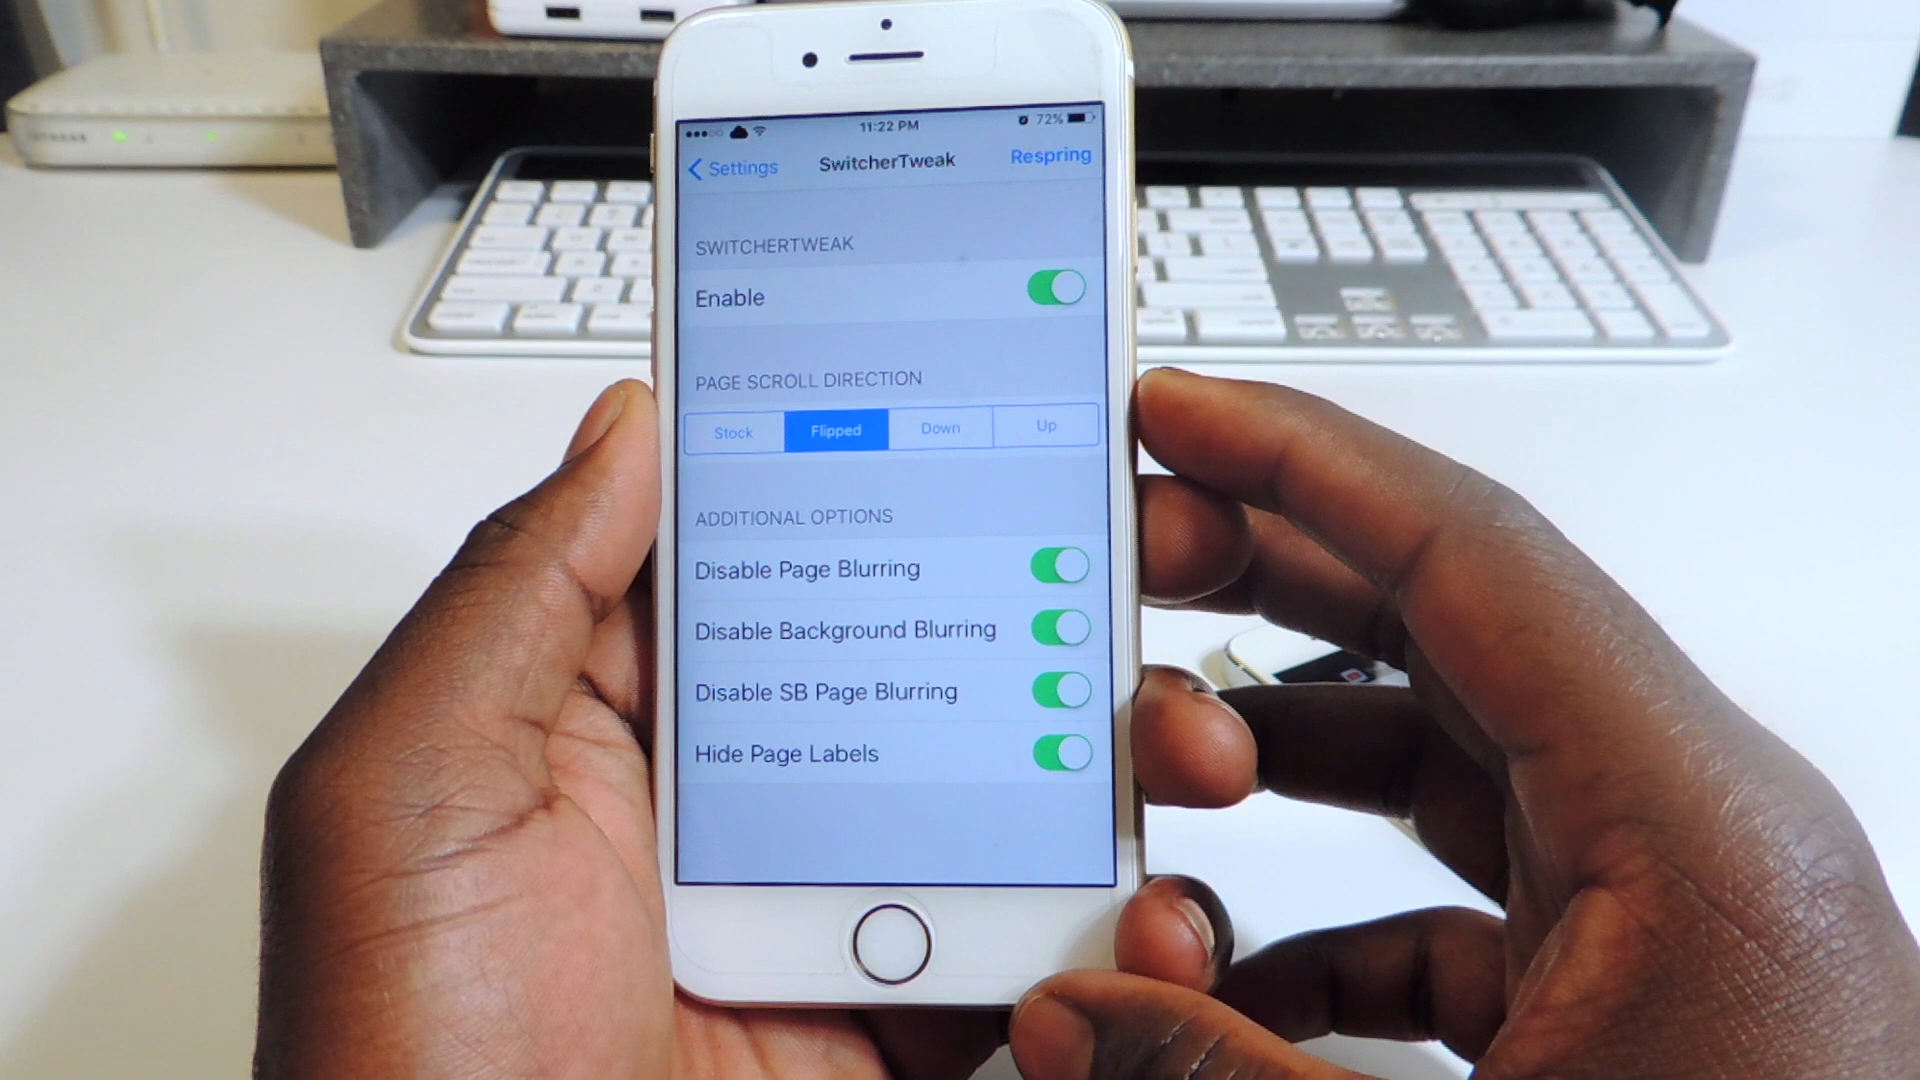 11:22 PM
72%
Settings
SwitcherTweak
Respring
SWITCHERTWEAK
Enable
PAGE SCROLL DIRECTION
Stock
Flipped
Down
Up
ADDITIONAL OPTIONS
Disable Page Blurring
Disable Background Blurring
Disable SB Page Blurring
Hide Page Labels